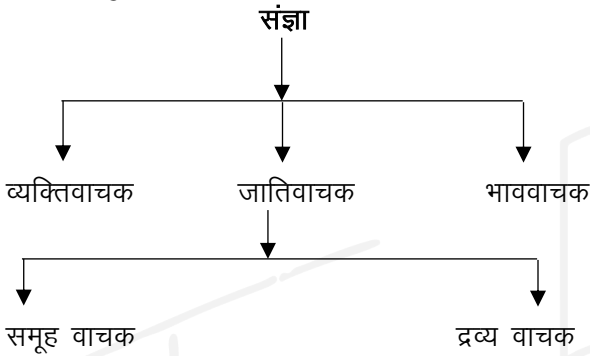 संज्ञा
व्यक्तिवाचक जातिवाचक भाववाचक
समूह वाचक द्रव्य वाचक